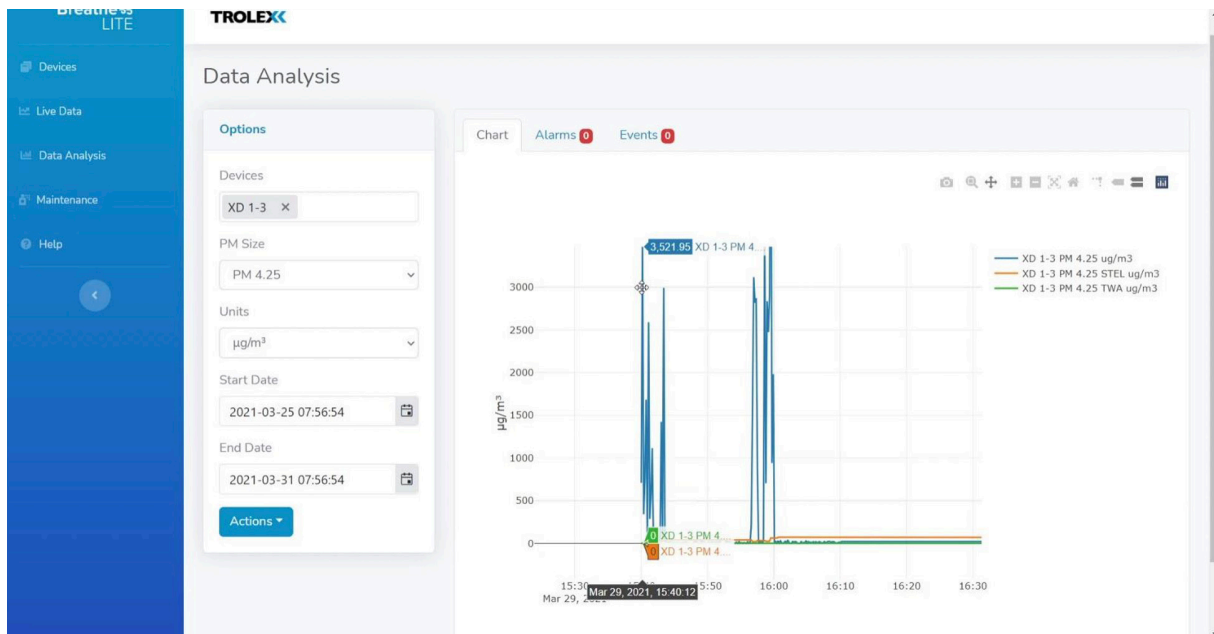 Breathe
LITE
TROLEX
Devices
Live Data
Data Analysis
Maintenance
Help
Data Analysis
Options
Devices
XD 1-3 ×
PM Size
PM 4.25
Units
µg/m³
Start Date
2021-03-25 07:56:54
End Date
2021-03-31 07:56:54
Actions
Chart
Alarms 0
Events 0
3,521.95 XD 1-3 PM 4...
XD 1-3 PM 4.25 ug/m3
XD 1-3 PM 4.25 STEL ug/m3
XD 1-3 PM 4.25 TWA ug/m3
µg/m³
3000
2500
2000
1500
1000
500
0
0 XD 1-3 PM 4...
0 XD 1-3 PM 4...
15:30 15:50 16:00 16:10 16:20 16:30
Mar 29,
Mar 29, 2021, 15:40:12